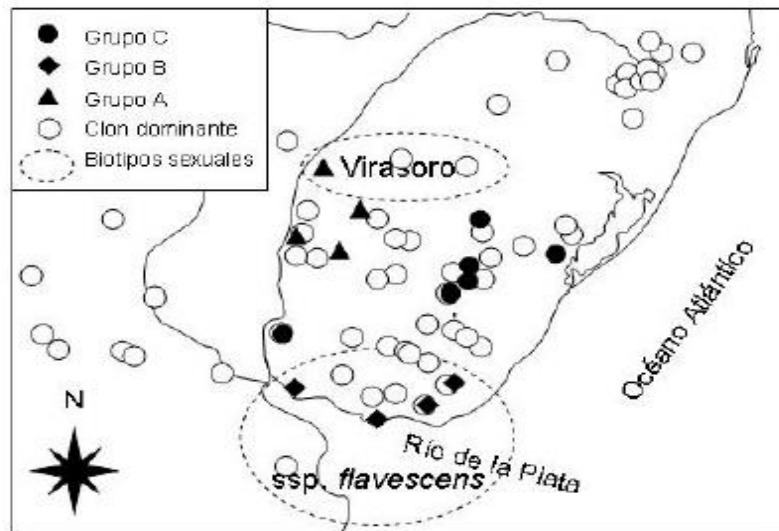 Grupo C
Grupo B
Grupo A
Clon dominante
Biotipos sexuales
Virasoro
Océano Atlántico
N
Río de la Plata
ssp. flavescens